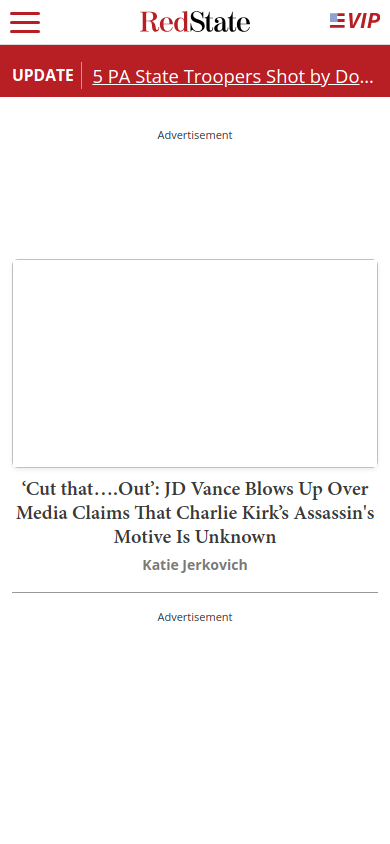 RedState
VIP
UPDATE
5 PA State Troopers Shot by Do...
Advertisement
‘Cut that….Out’: JD Vance Blows Up Over
Media Claims That Charlie Kirk’s Assassin's
Motive Is Unknown
Katie Jerkovich
Advertisement